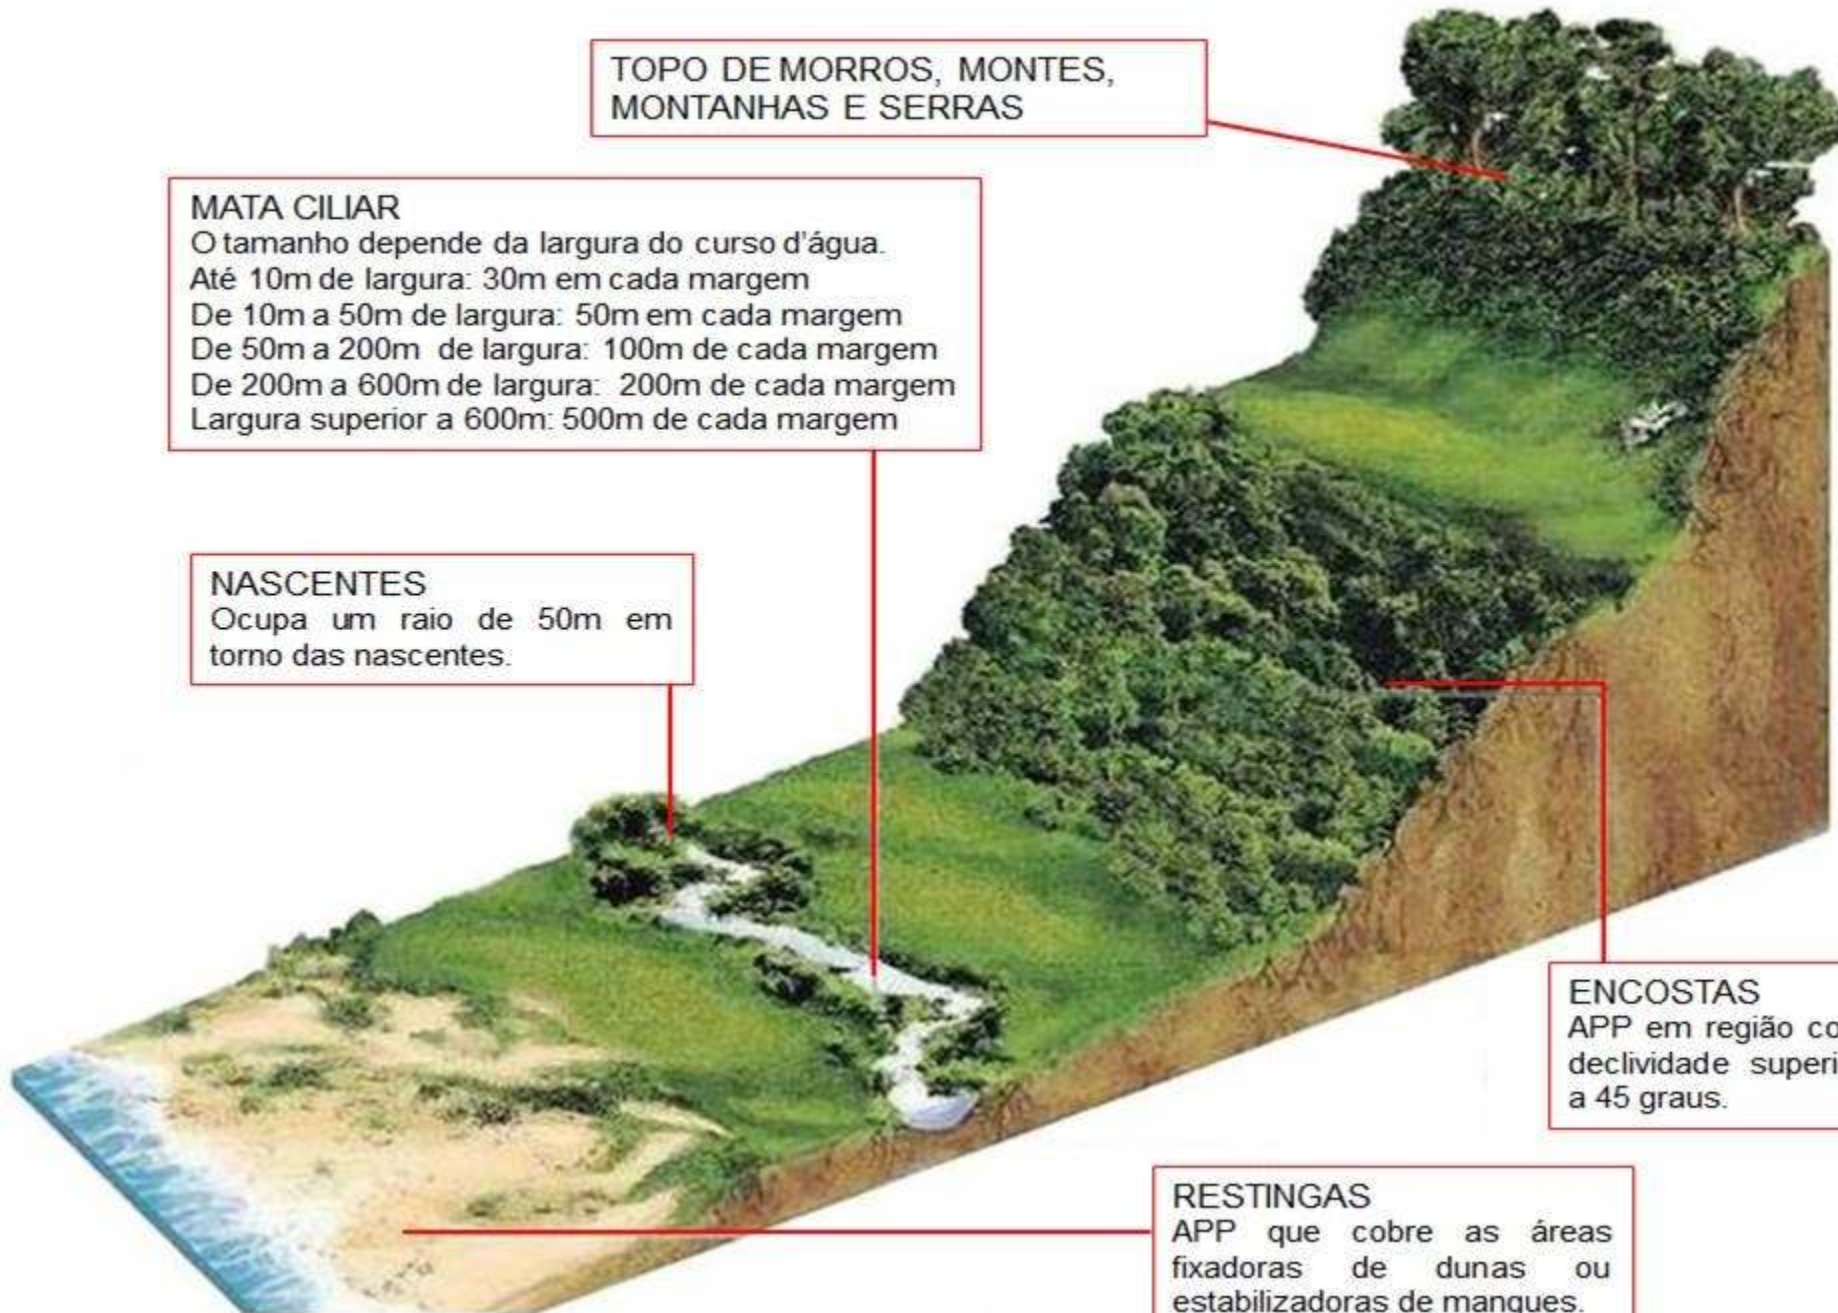 TOPO DE MORROS, MONTES,
MONTANHAS E SERRAS
MATA CILIAR
O tamanho depende da largura do curso d'água.
Até 10m de largura: 30m em cada margem
De 10m a 50m de largura: 50m em cada margem
De 50m a 200m de largura: 100m de cada margem
De 200m a 600m de largura: 200m de cada margem
Largura superior a 600m: 500m de cada margem
NASCENTES
Ocupa um raio de 50m em
torno das nascentes.
ENCOSTAS
APP em região
declividade
a 45 graus.
RESTINGAS
APP que cobre as áreas
fixadoras de dunas ou
estabilizadoras de mangues.